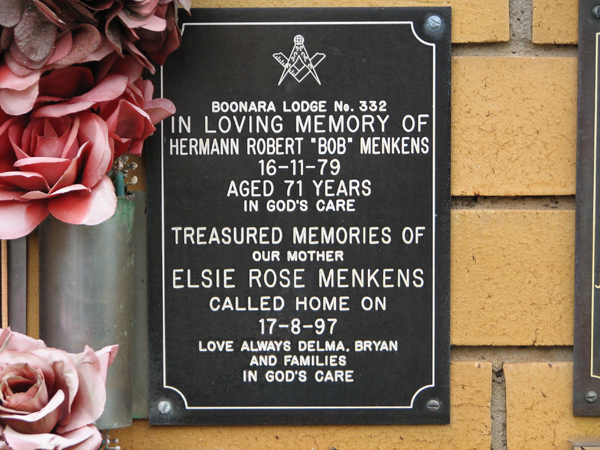 BOONARA LODGE No. 332
IN LOVING MEMORY OF
HERMANN ROBERT "BOB" MENKENS
16-11-79
AGED 71 YEARS
IN GOD'S CARE
TREASURED MEMORIES OF
OUR MOTHER
ELSIE ROSE MENKENS
CALLED HOME ON
17-8-97
LOVE ALWAYS DELMA, BRYAN
AND FAMILIES
IN GOD'S CARE